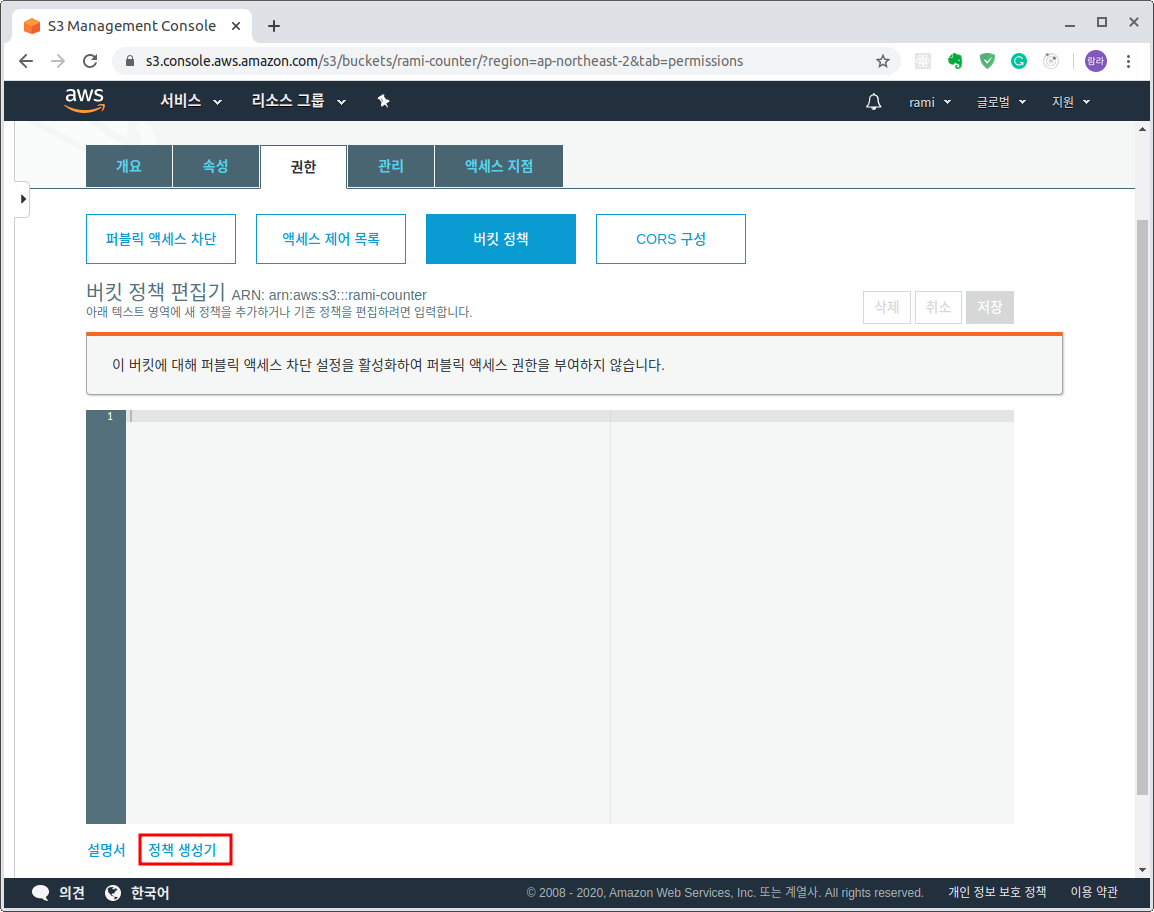 S3 Management Console
s3.console.aws.amazon.com/s3/buckets/rami-counter/?region=ap-northeast-2&tab=permissions
람라
aws 서비스 리소스 그룹 rami 글로벌 지원
개요 속성 권한 관리 액세스 지점
퍼블릭 액세스 차단 액세스 제어 목록 버킷 정책 CORS 구성
버킷 정책 편집기 ARN: arn:aws:s3:::rami-counter
아래 텍스트 영역에 새 정책을 추가하거나 기존 정책을 편집하려면 입력합니다.
삭제 취소 저장
이 버킷에 대해 퍼블릭 액세스 차단 설정을 활성화하여 퍼블릭 액세스 권한을 부여하지 않습니다.
1
설명서 정책 생성기
의견 한국어 © 2008 - 2020, Amazon Web Services, Inc. 또는 계열사. All rights reserved. 개인 정보 보호 정책 이용 약관